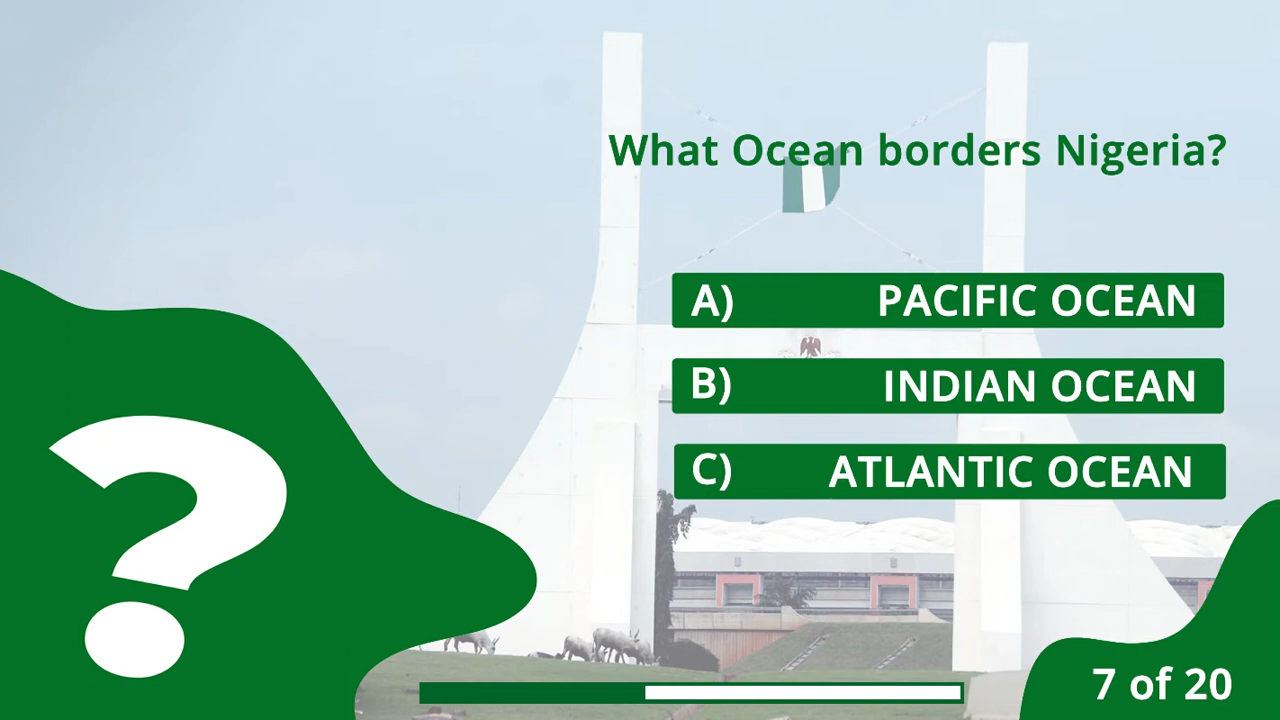 What Ocean borders Nigeria?
A) PACIFIC OCEAN
B) INDIAN OCEAN
C) ATLANTIC OCEAN
?
7 of 20